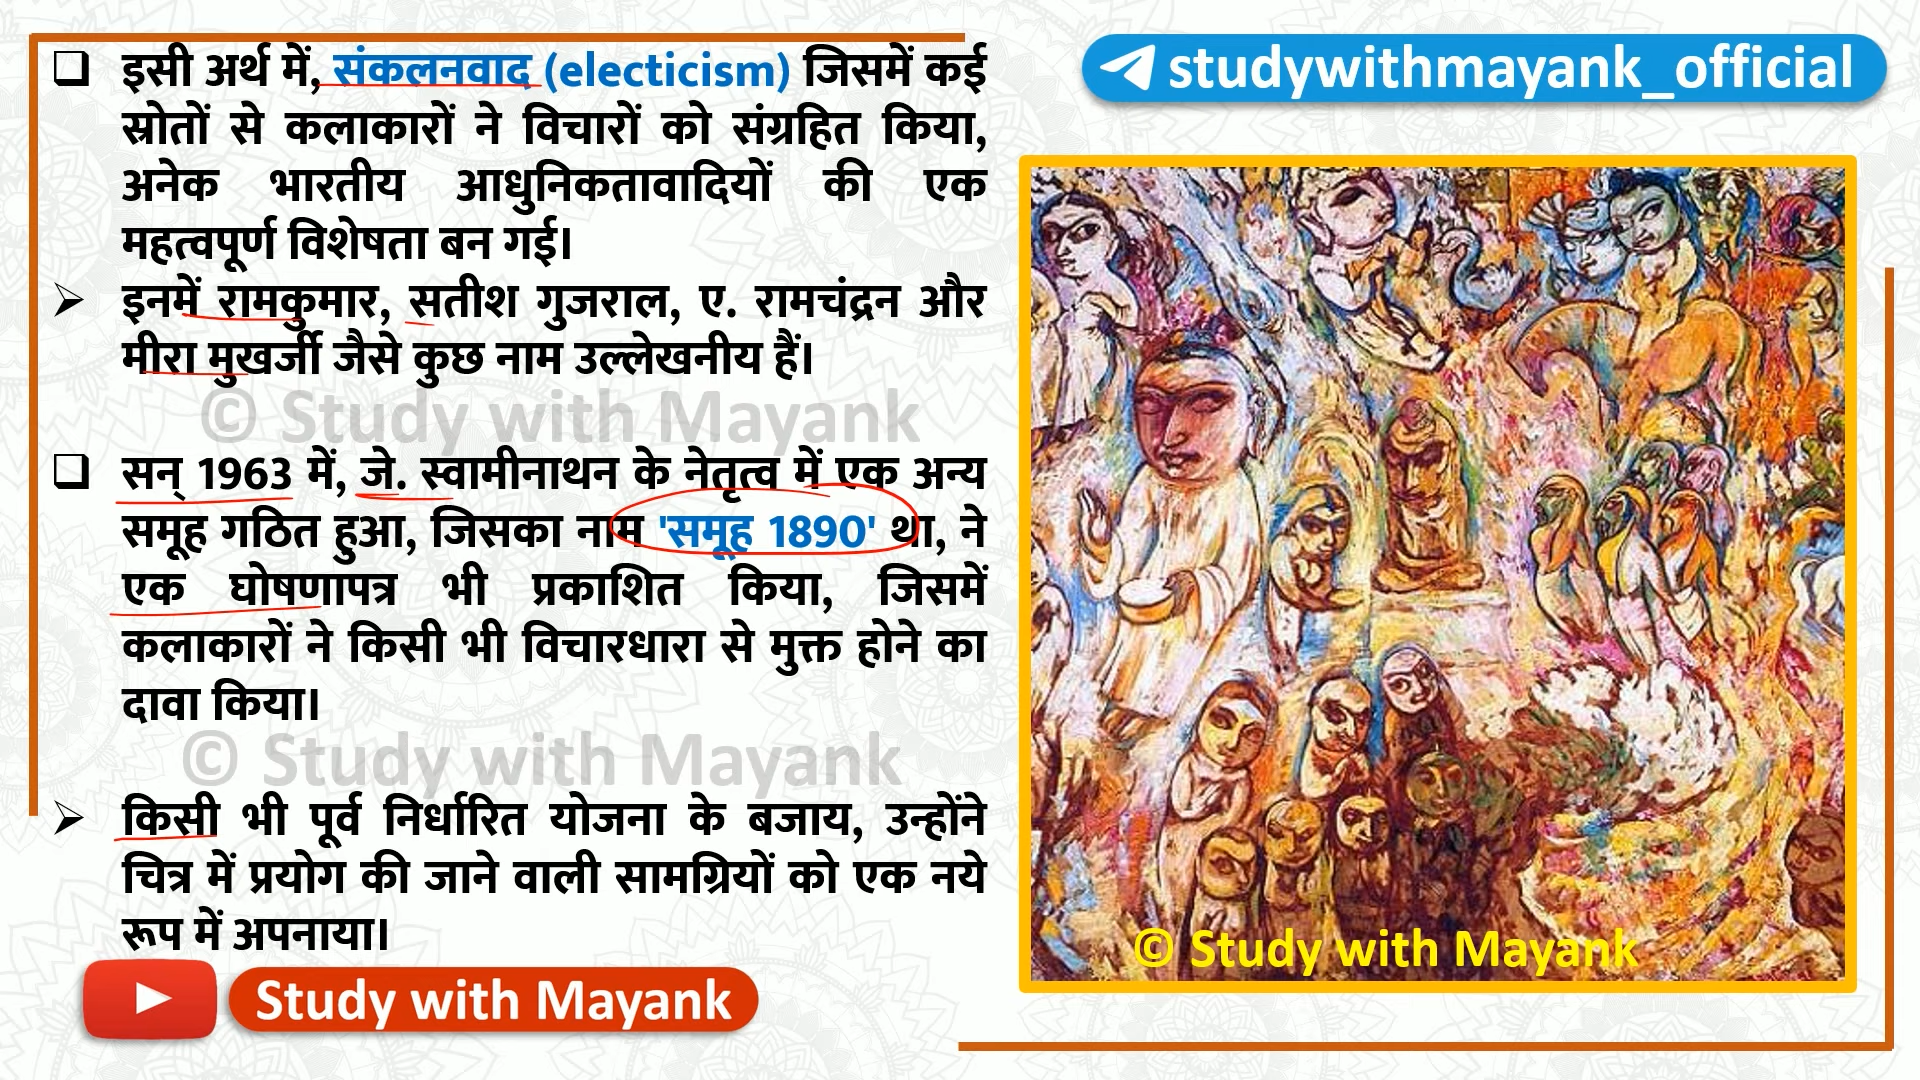 इसी अर्थ में, संकलनवाद (electicism) जिसमें कई
स्रोतों से कलाकारों ने विचारों को संग्रहित किया,
अनेक भारतीय आधुनिकतावादियों की एक
महत्वपूर्ण विशेषता बन गई।
इनमें रामकुमार, सतीश गुजराल, ए. रामचंद्रन और
मीरा मुखर्जी जैसे कुछ नाम उल्लेखनीय हैं।
© Study with Mayank
सन् 1963 में, जे. स्वामीनाथन के नेतृत्व में एक अन्य
समूह गठित हुआ, जिसका नाम 'समूह 1890' था, ने
एक घोषणापत्र भी प्रकाशित किया, जिसमें
कलाकारों ने किसी भी विचारधारा से मुक्त होने का
दावा किया।
© Study with Mayank
किसी भी पूर्व निर्धारित योजना के बजाय, उन्होंने
चित्र में प्रयोग की जाने वाली सामग्रियों को एक नये
रूप में अपनाया।
Study with Mayank
studywithmayank_official
© Study with Mayank